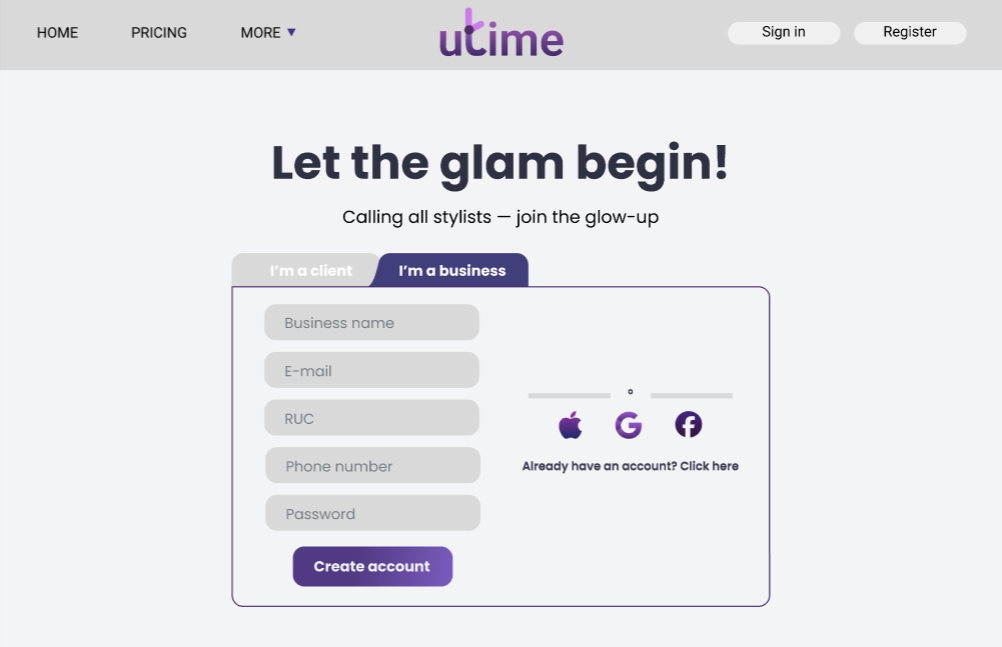 HOME PRICING MORE ▼ utime Sign in Register
Let the glam begin!
Calling all stylists — join the glow-up
I'm a client I'm a business
Business name
E-mail
RUC
Phone number
Password
Create account
o
Already have an account? Click here